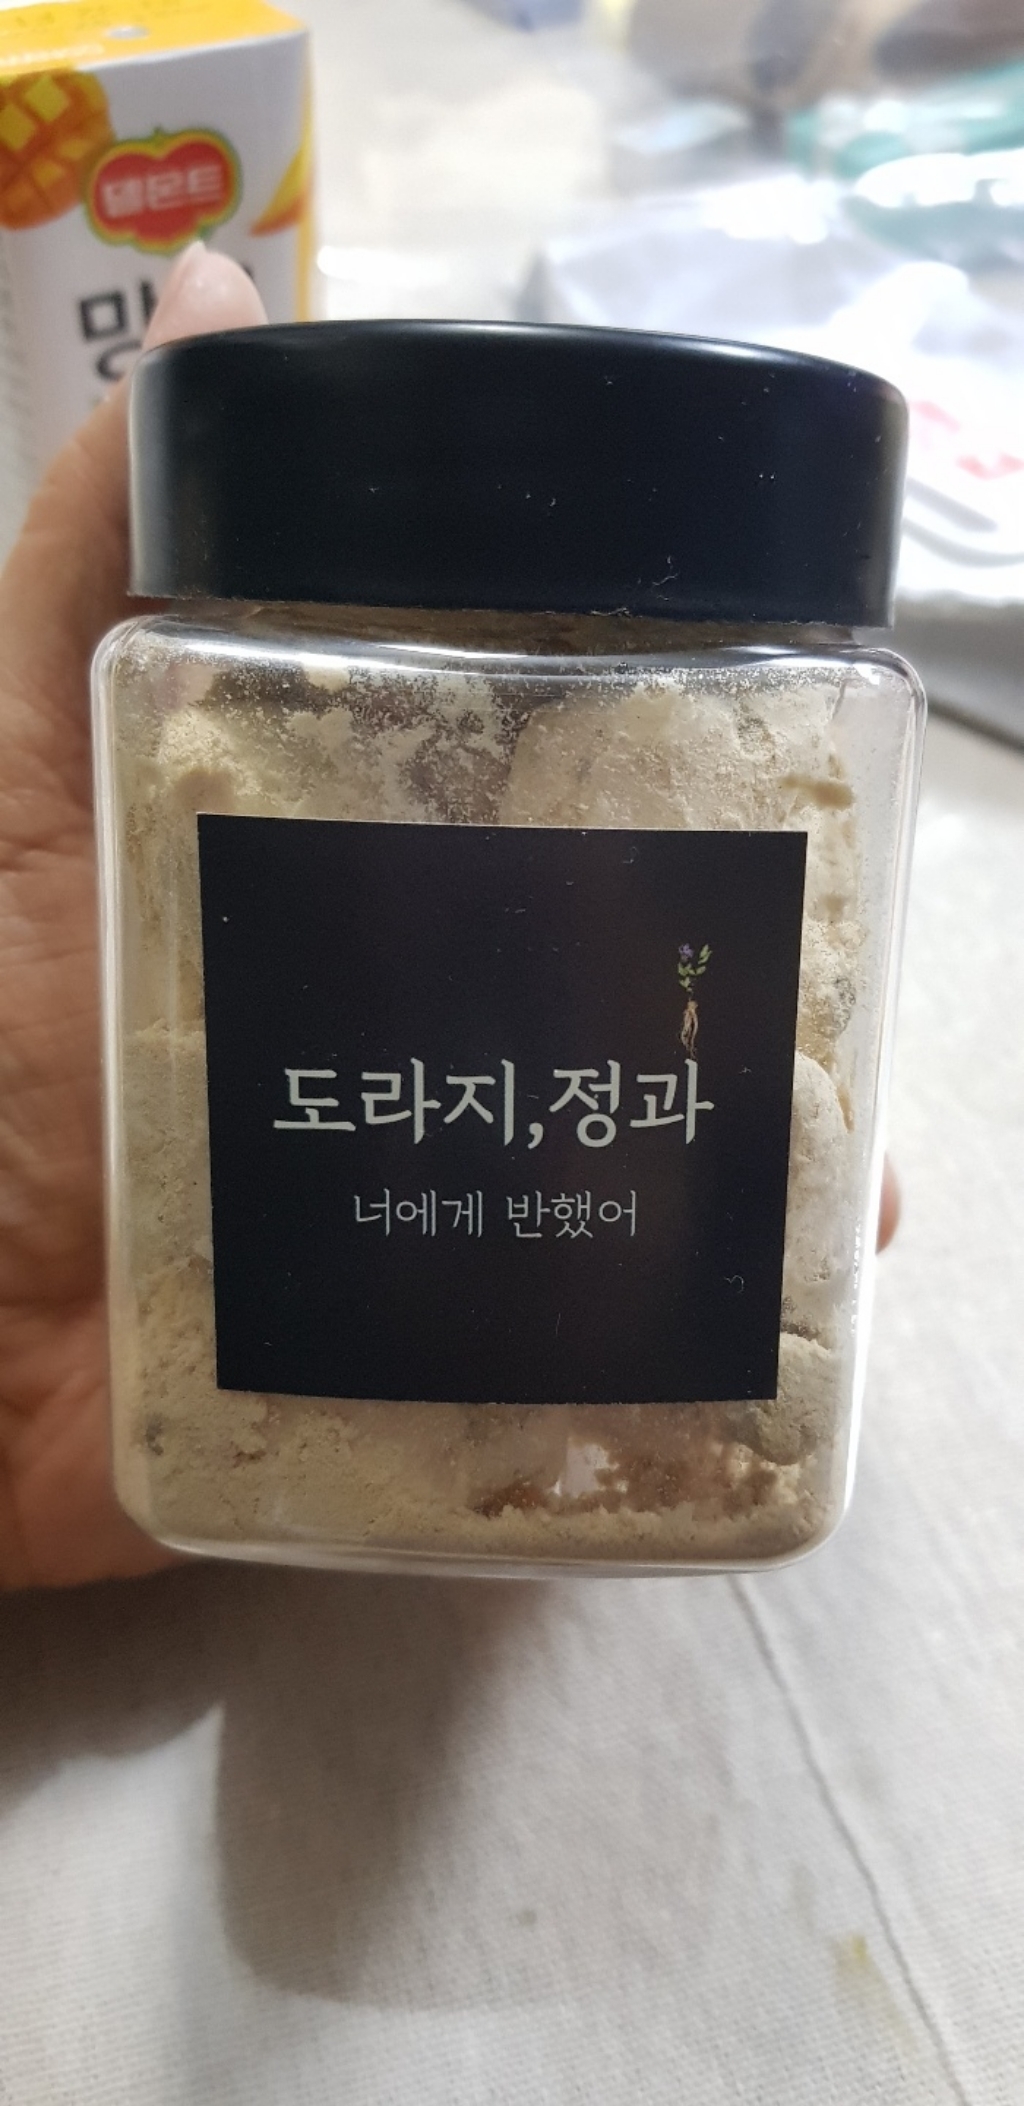 델몬트
도라지,정과
너에게 반했어